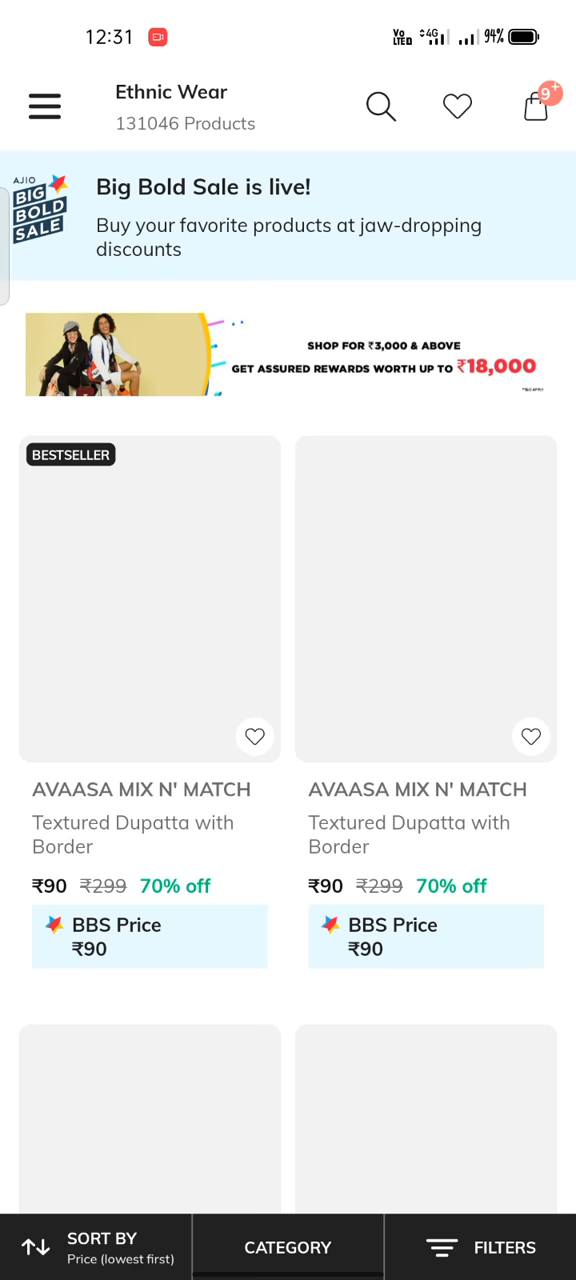 12:31
Vo
LTE D
4G
94%
Ethnic Wear
9+
131046 Products
AJIO
BIG
BOLD
SALE
Big Bold Sale is live!
Buy your favorite products at jaw-dropping
discounts
SHOP FOR ₹3,000 & ABOVE
GET ASSURED REWARDS WORTH UP TO ₹18,000
BESTSELLER
AVAASA MIX N' MATCH
Textured Dupatta with
Border
₹90 ₹299 70% off
BBS Price
₹90
AVAASA MIX N' MATCH
Textured Dupatta with
Border
₹90 ₹299 70% off
BBS Price
₹90
SORT BY
Price (lowest first)
CATEGORY
FILTERS